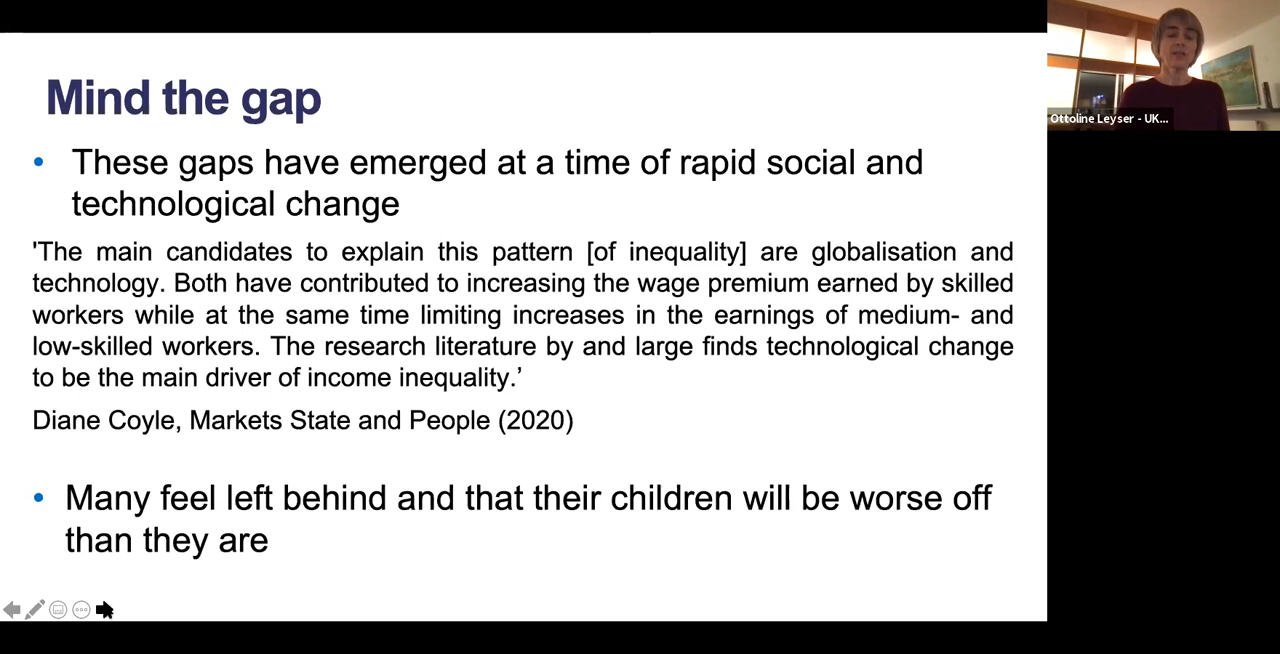 Mind the gap
• These gaps have emerged at a time of rapid social and
technological change
'The main candidates to explain this pattern [of inequality] are globalisation and
technology. Both have contributed to increasing the wage premium earned by skilled
workers while at the same time limiting increases in the earnings of medium- and
low-skilled workers. The research literature by and large finds technological change
to be the main driver of income inequality.’
Diane Coyle, Markets State and People (2020)
• Many feel left behind and that their children will be worse off
than they are
Ottoline Leyser - UK...